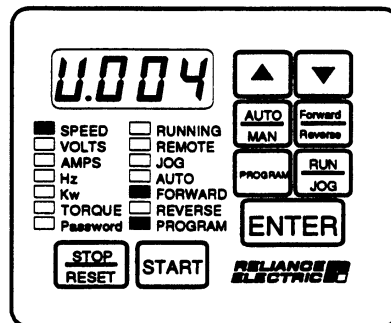 U.004
SPEED
VOLTS
AMPS
Hz
Kw
TORQUE
Password
RUNNING
REMOTE
JOG
AUTO
FORWARD
REVERSE
PROGRAM
AUTO
MAN
Forward
Reverse
PROGRAM
RUN
JOG
ENTER
STOP
RESET
START
RELIANCE
ELECTRIC